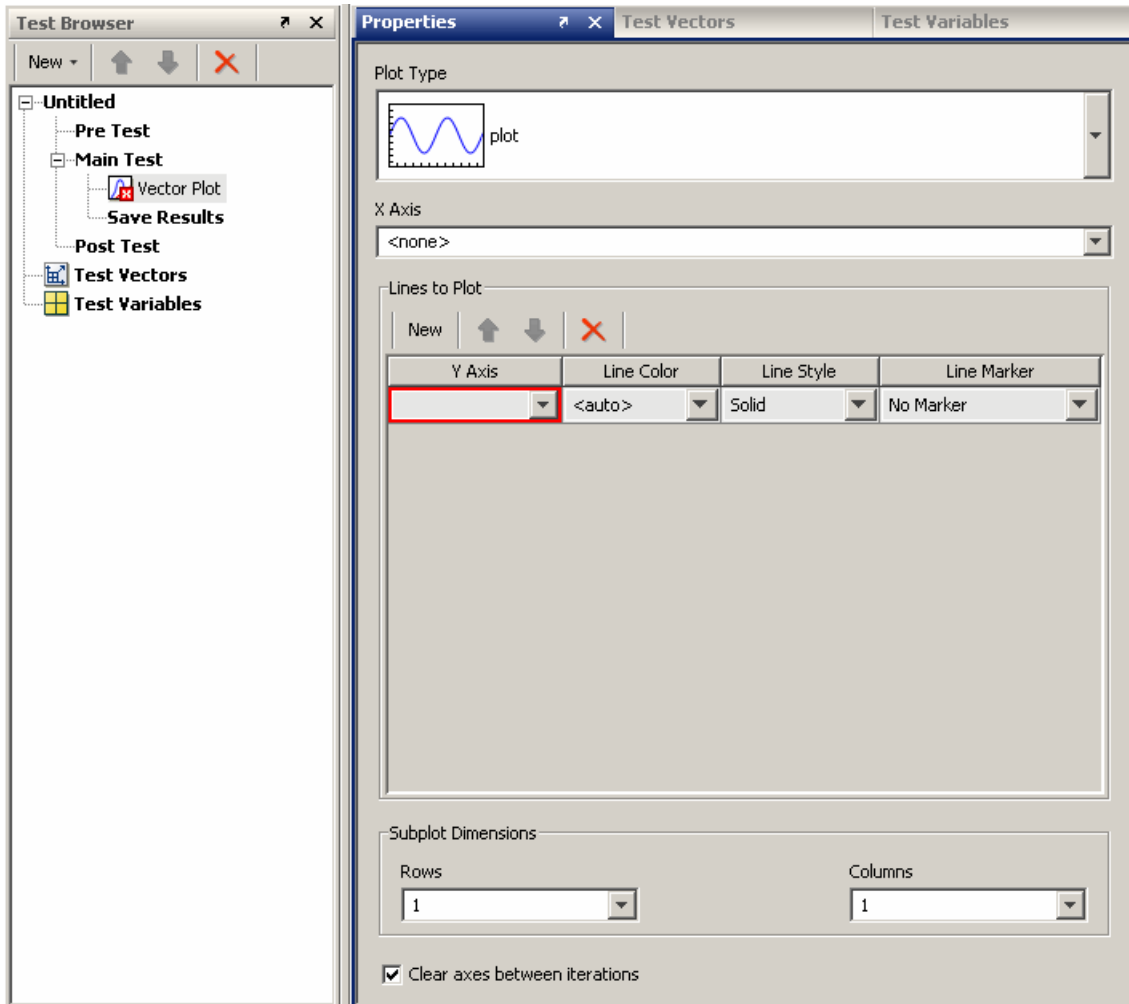 Test Browser
New
Untitled
Pre Test
Main Test
Vector Plot
Save Results
Post Test
Test Vectors
Test Variables
Properties
Test Vectors
Test Variables
Plot Type
plot
X Axis
<none>
Lines to Plot
New
Y Axis Line Color Line Style Line Marker
<auto> Solid No Marker
Subplot Dimensions
Rows Columns
1 1
Clear axes between iterations